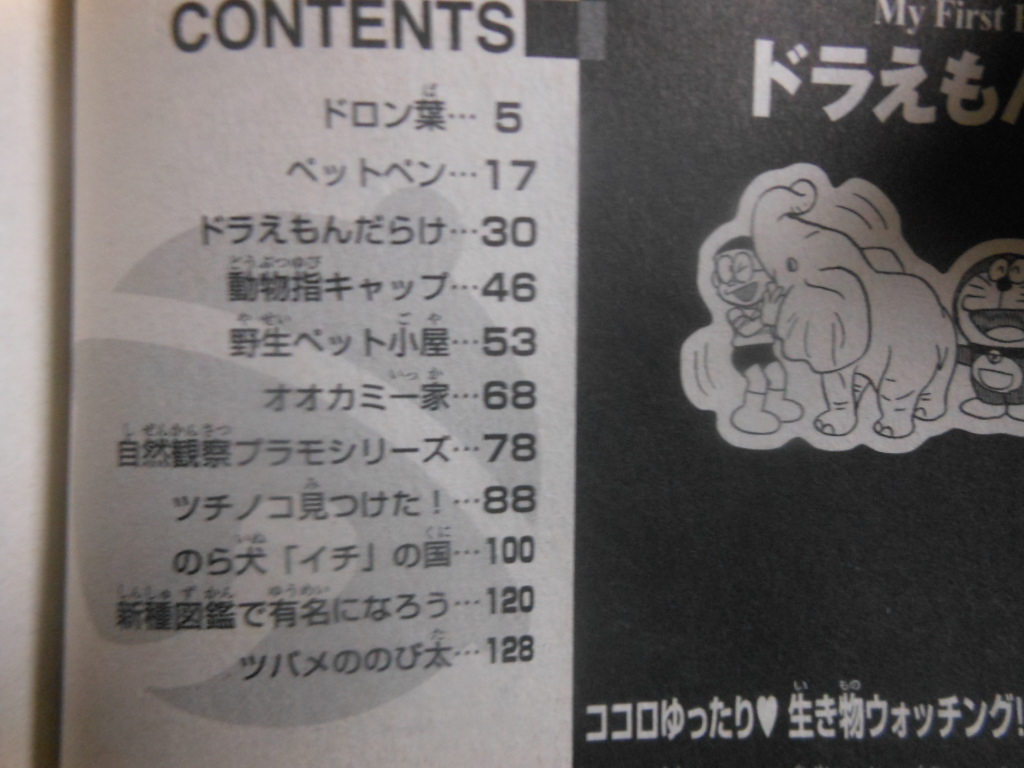 CONTENTS
ドロン葉… 5
ペットペン…17
ドラえもんだらけ…30
動物指キャップ…46
野生ペット小屋…53
オオカミ一家…68
自然観察プラモシリーズ…78
ツチノコ見つけた！…88
のら犬「イチ」の国…100
新種図鑑で有名になろう…120
ツバメののび太…128
My First
ドラえも
ココロゆったり♥ 生き物ウォッチング!